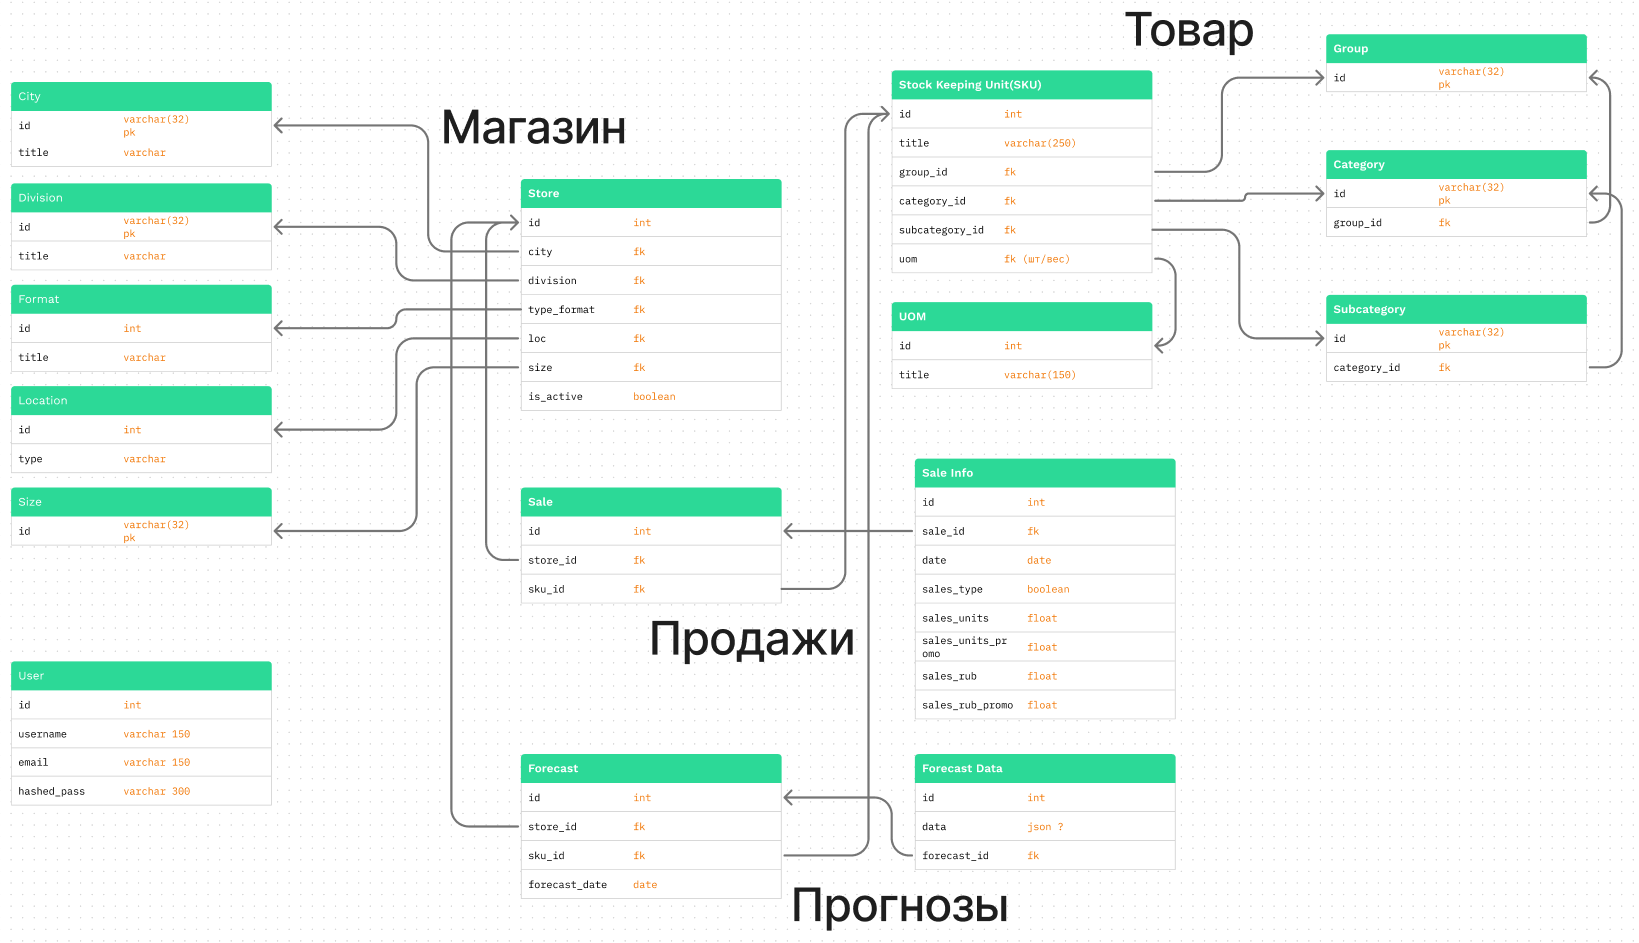 Товар
Магазин
City
id varchar(32)
pk
title varchar
Division
id varchar(32)
pk
title varchar
Format
id int
title varchar
Location
id int
type varchar
Size
id varchar(32)
pk
User
id int
username varchar 150
email varchar 150
hashed_pass varchar 300
Store
id int
city fk
division fk
type_format fk
loc fk
size fk
is_active boolean
Sale
id int
store_id fk
sku_id fk
Продажи
Forecast
id int
store_id fk
sku_id fk
forecast_date date
Stock Keeping Unit(SKU)
id int
title varchar(250)
group_id fk
category_id fk
subcategory_id fk
uom fk (шт/вес)
UOM
id int
title varchar(150)
Sale Info
id int
sale_id fk
date date
sales_type boolean
sales_units float
sales_units_pr
omo float
sales_rub float
sales_rub_promo float
Forecast Data
id int
data json ?
forecast_id fk
Прогнозы
Group
id varchar(32)
pk
Category
id varchar(32)
pk
group_id fk
Subcategory
id varchar(32)
pk
category_id fk